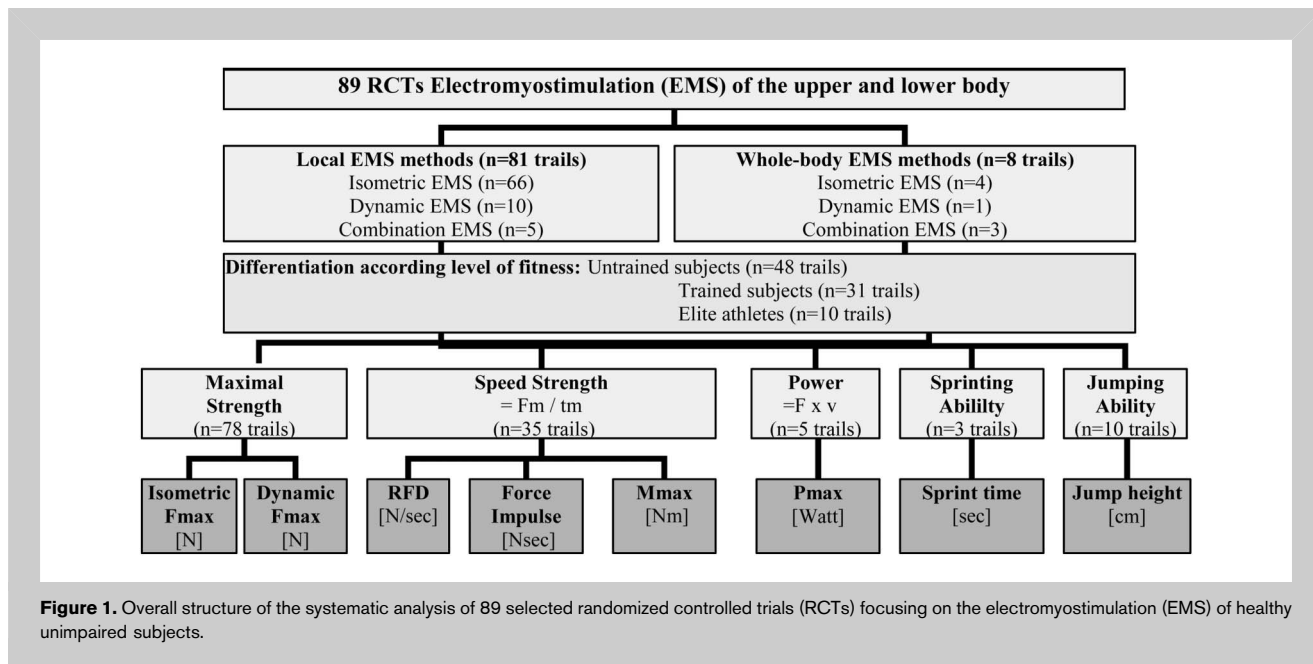 89 RCTs Electromyostimulation (EMS) of the upper and lower body
Local EMS methods (n=81 trails)
Isometric EMS (n=66)
Dynamic EMS (n=10)
Combination EMS (n=5)
Whole-body EMS methods (n=8 trails)
Isometric EMS (n=4)
Dynamic EMS (n=1)
Combination EMS (n=3)
Differentiation according level of fitness: Untrained subjects (n=48 trails)
Trained subjects (n=31 trails)
Elite athletes (n=10 trails)
Maximal
Strength
(n=78 trails)
Speed Strength
= Fm / tm
(n=35 trails)
Power
=F x v
(n=5 trails)
Sprinting
Abililty
(n=3 trails)
Jumping
Ability
(n=10 trails)
Isometric
Fmax
[N]
Dynamic
Fmax
[N]
RFD
[N/sec]
Force
Impulse
[Nsec]
Mmax
[Nm]
Pmax
[Watt]
Sprint time
[sec]
Jump height
[cm]
Figure 1. Overall structure of the systematic analysis of 89 selected randomized controlled trials (RCTs) focusing on the electromyostimulation (EMS) of healthy
unimpaired subjects.